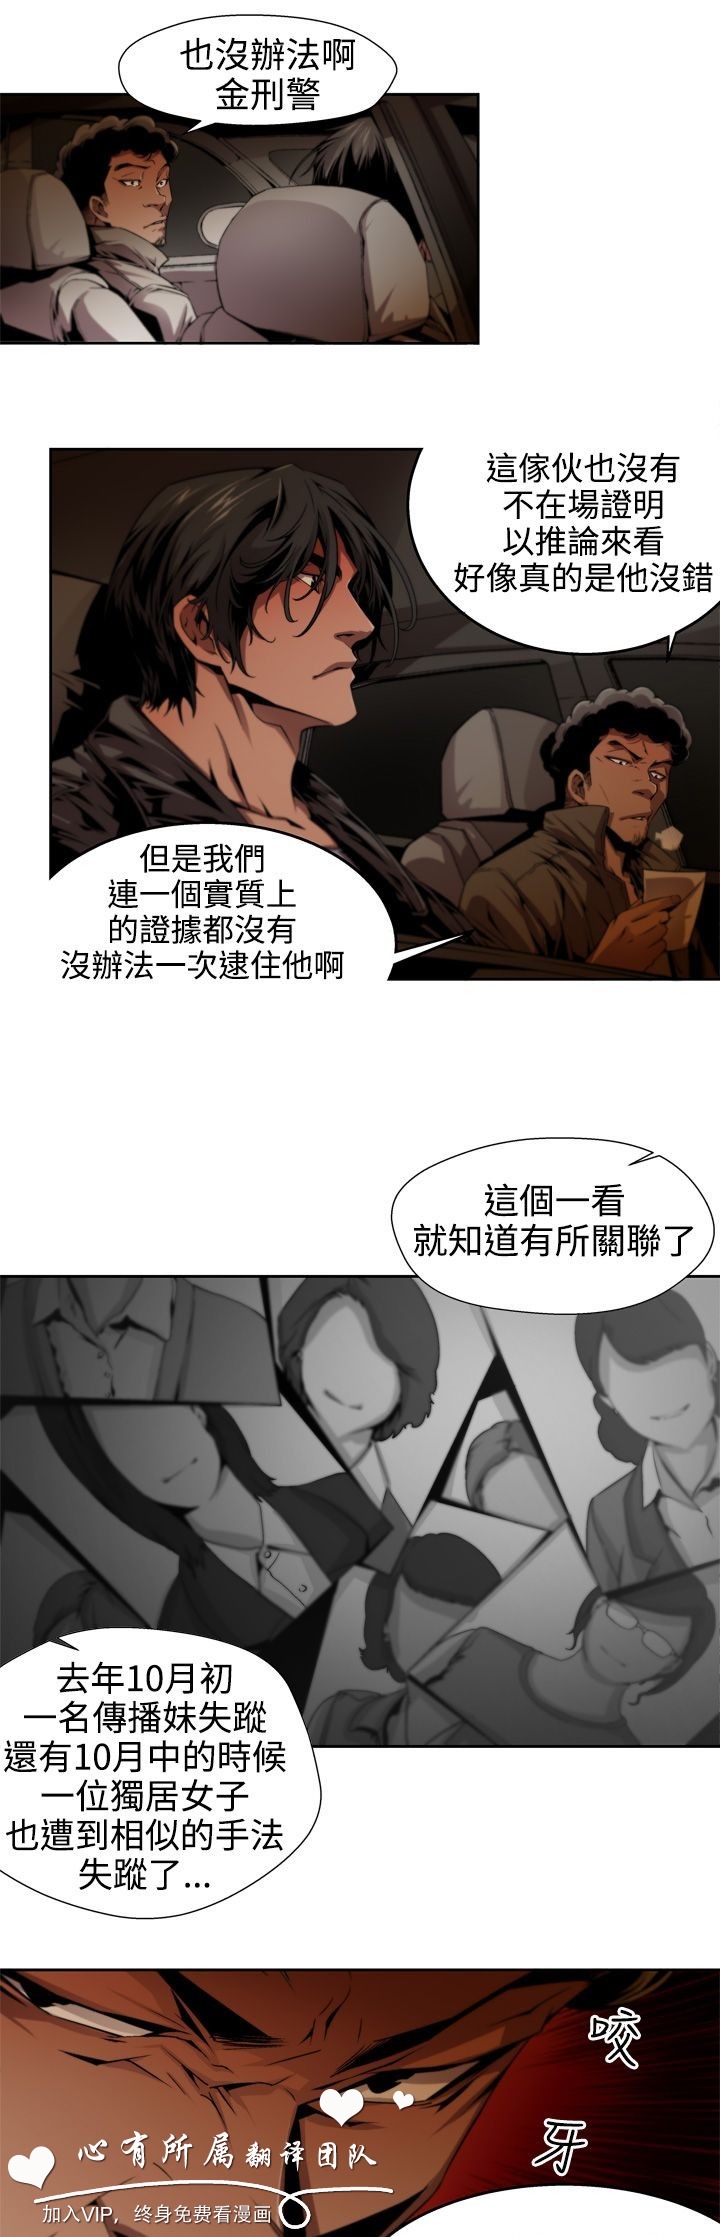 也沒辦法啊
金刑警
這傢伙也沒有
不在場證明
以推論來看
好像真的是他沒錯
但是我們
連一個實質上
的證據都沒有
沒辦法一次逮住他啊
這個一看
就知道有所關聯了
去年10月初
一名傳播妹失蹤
還有10月中的時候
一位獨居女子
也遭到相似的手法
失蹤了...
咬
牙
心有所属翻译团队
加入VIP，终身免费看漫画